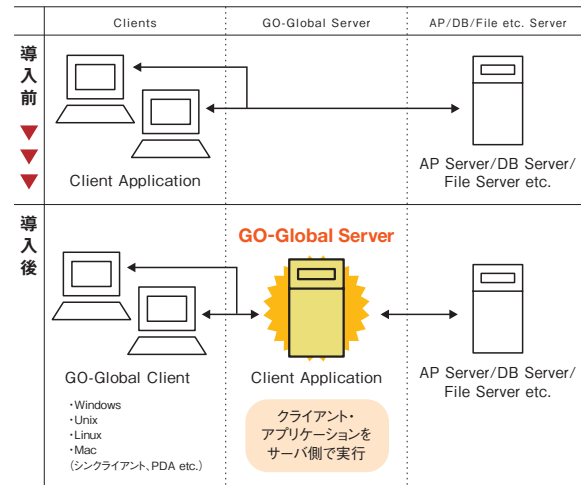 Clients
GO-Global Server
AP/DB/File etc. Server
導入前
Client Application
AP Server/DB Server/
File Server etc.
導入後
GO-Global Server
GO-Global Client
・Windows
・Unix
・Linux
・Mac
(シンクライアント、PDA etc.)
Client Application
クライアント・
アプリケーションを
サーバ側で実行
AP Server/DB Server/
File Server etc.